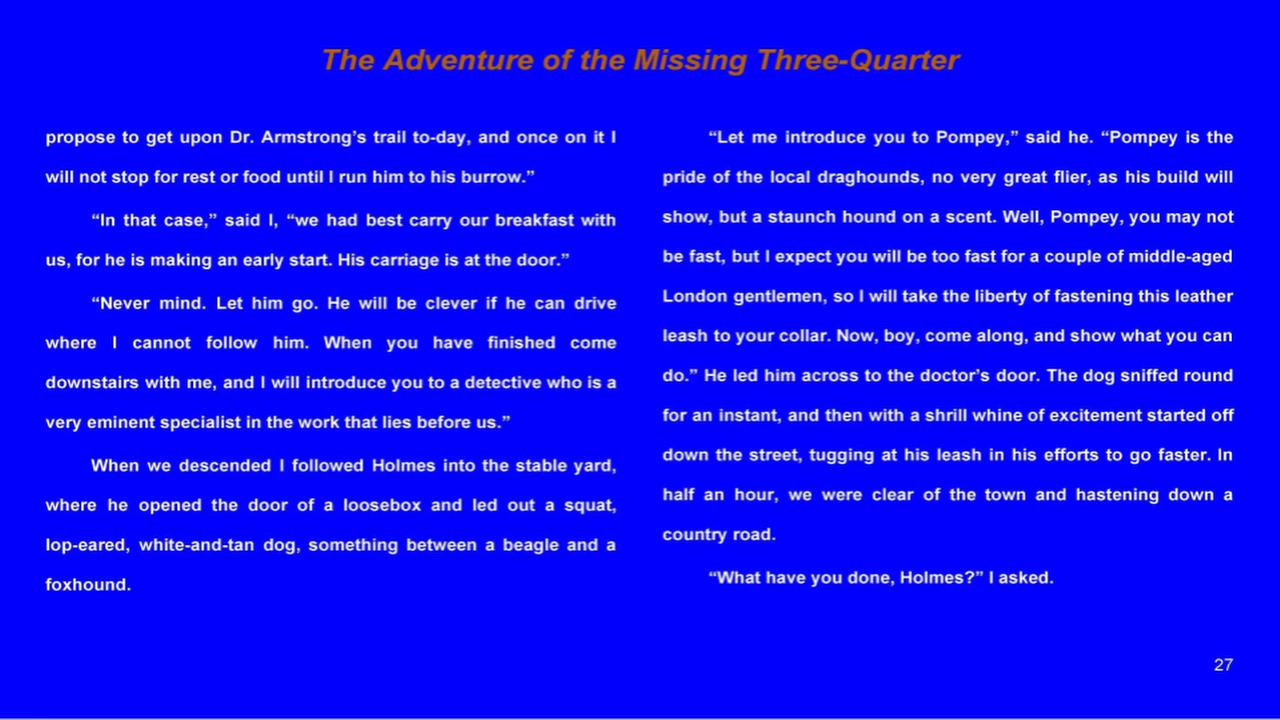 The Adventure of the Missing Three-Quarter
propose to get upon Dr. Armstrong’s trail to-day, and once on it I
will not stop for rest or food until I run him to his burrow.”
“In that case,” said I, “we had best carry our breakfast with
us, for he is making an early start. His carriage is at the door.”
“Never mind. Let him go. He will be clever if he can drive
where I cannot follow him. When you have finished come
downstairs with me, and I will introduce you to a detective who is a
very eminent specialist in the work that lies before us.”
When we descended I followed Holmes into the stable yard,
where he opened the door of a loosebox and led out a squat,
lop-eared, white-and-tan dog, something between a beagle and a
foxhound.
“Let me introduce you to Pompey,” said he. “Pompey is the
pride of the local draghounds, no very great flier, as his build will
show, but a staunch hound on a scent. Well, Pompey, you may not
be fast, but I expect you will be too fast for a couple of middle-aged
London gentlemen, so I will take the liberty of fastening this leather
leash to your collar. Now, boy, come along, and show what you can
do.” He led him across to the doctor’s door. The dog sniffed round
for an instant, and then with a shrill whine of excitement started off
down the street, tugging at his leash in his efforts to go faster. In
half an hour, we were clear of the town and hastening down a
country road.
“What have you done, Holmes?” I asked.
27